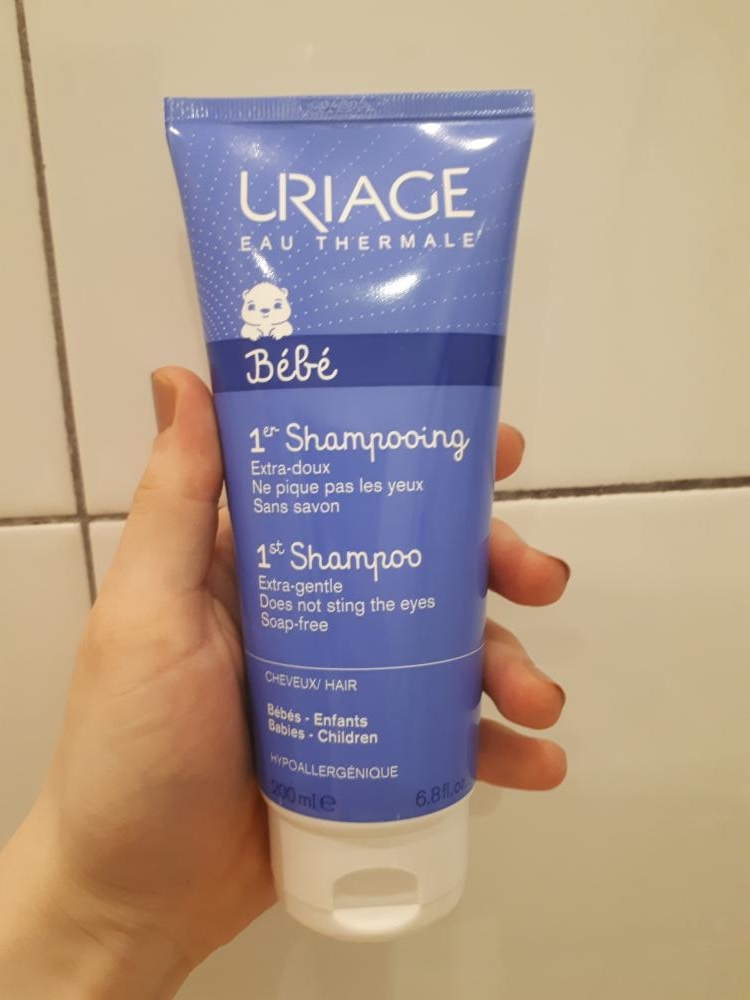 URIAGE
EAU THERMALE
Bébé
1er Shampooing
Extra-doux
Ne pique pas les yeux
Sans savon
1st Shampoo
Extra-gentle
Does not sting the eyes
Soap-free
CHEVEUX/ HAIR
Bébés - Enfants
Babies - Children
HYPOALLERGÉNIQUE
200 ml e 6.8fl.oz